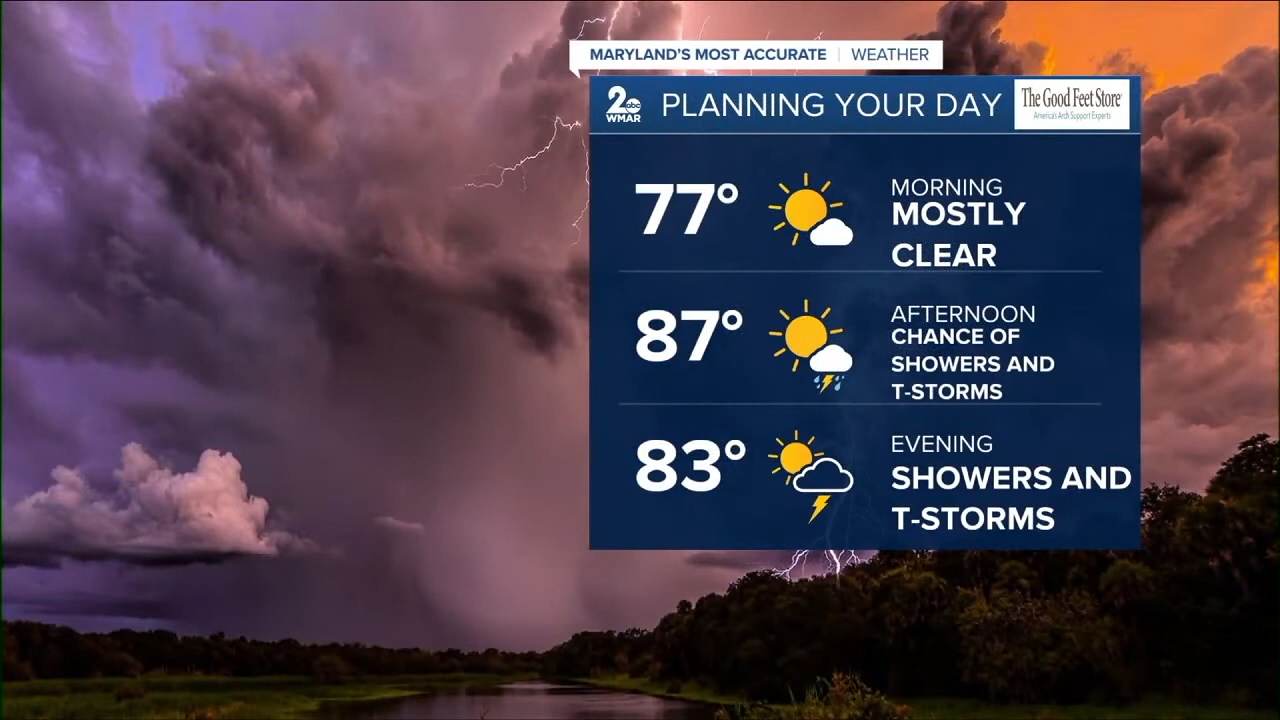 MARYLAND'S MOST ACCURATE | WEATHER
2 abc WMAR
PLANNING YOUR DAY
The Good Feet Store
America's Arch Support Experts
77°
MORNING
MOSTLY
CLEAR
87°
AFTERNOON
CHANCE OF
SHOWERS AND
T-STORMS
83°
EVENING
SHOWERS AND
T-STORMS